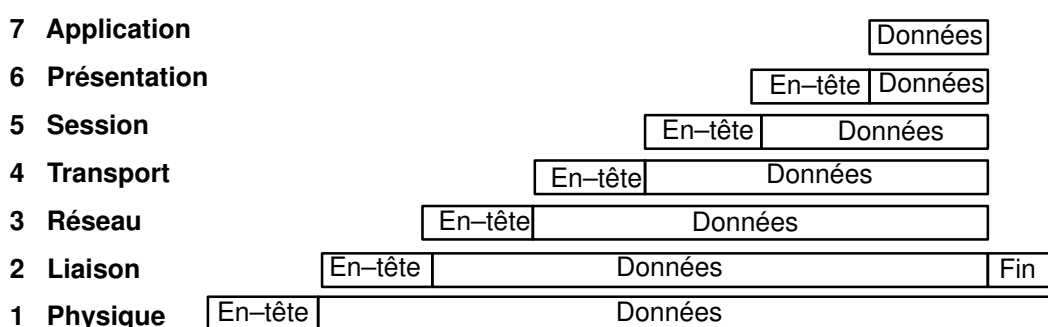 7 Application Données
6 Présentation En–tête Données
5 Session En–tête Données
4 Transport En–tête Données
3 Réseau En–tête Données
2 Liaison En–tête Données Fin
1 Physique En–tête Données